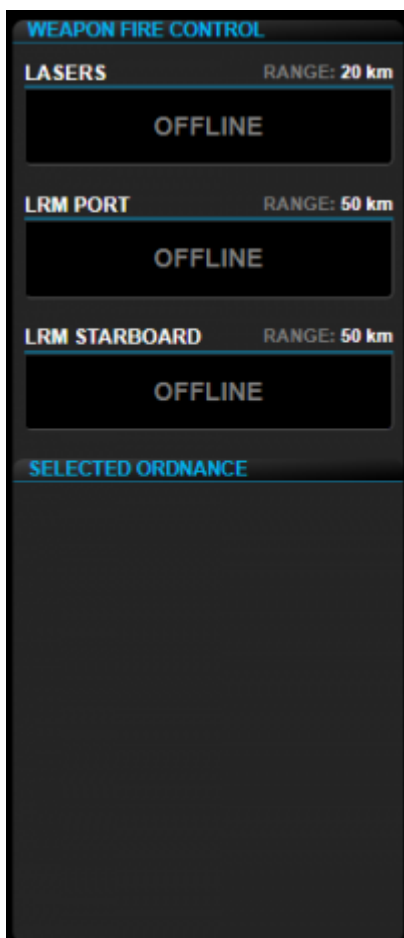 WEAPON FIRE CONTROL
LASERS RANGE: 20 km
OFFLINE
LRM PORT RANGE: 50 km
OFFLINE
LRM STARBOARD RANGE: 50 km
OFFLINE
SELECTED ORDNANCE